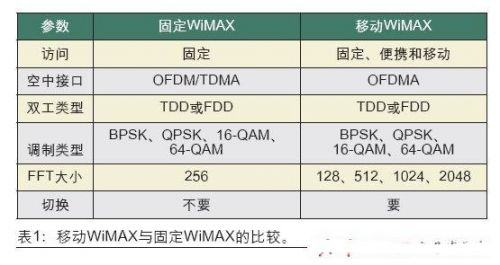 参数 固定WiMAX 移动WiMAX
访问 固定 固定、便携和移动
空中接口 OFDM/TDMA OFDMA
双工类型 TDD或FDD TDD或FDD
调制类型 BPSK、QPSK、16-QAM、 BPSK、QPSK、
64-QAM 16-QAM、64-QAM
FFT大小 256 128、512、1024、2048
切换 不要 要
表1：移动WiMAX与固定WiMAX的比较。